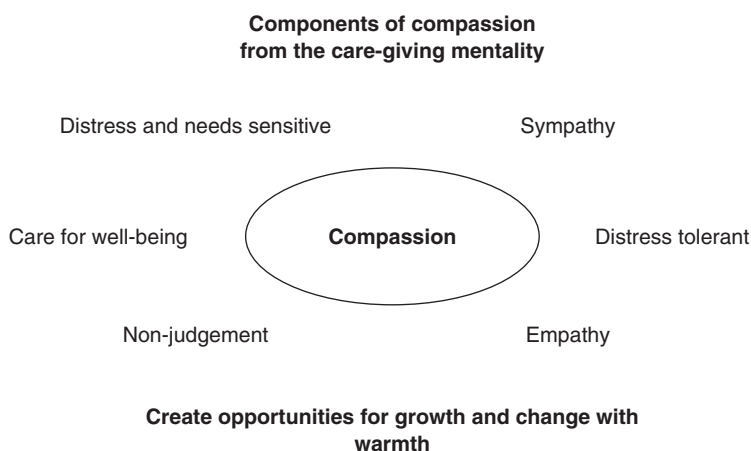 Components of compassion
from the care-giving mentality
Distress and needs sensitive
Sympathy
Care for well-being
Compassion
Distress tolerant
Non-judgement
Empathy
Create opportunities for growth and change with
warmth